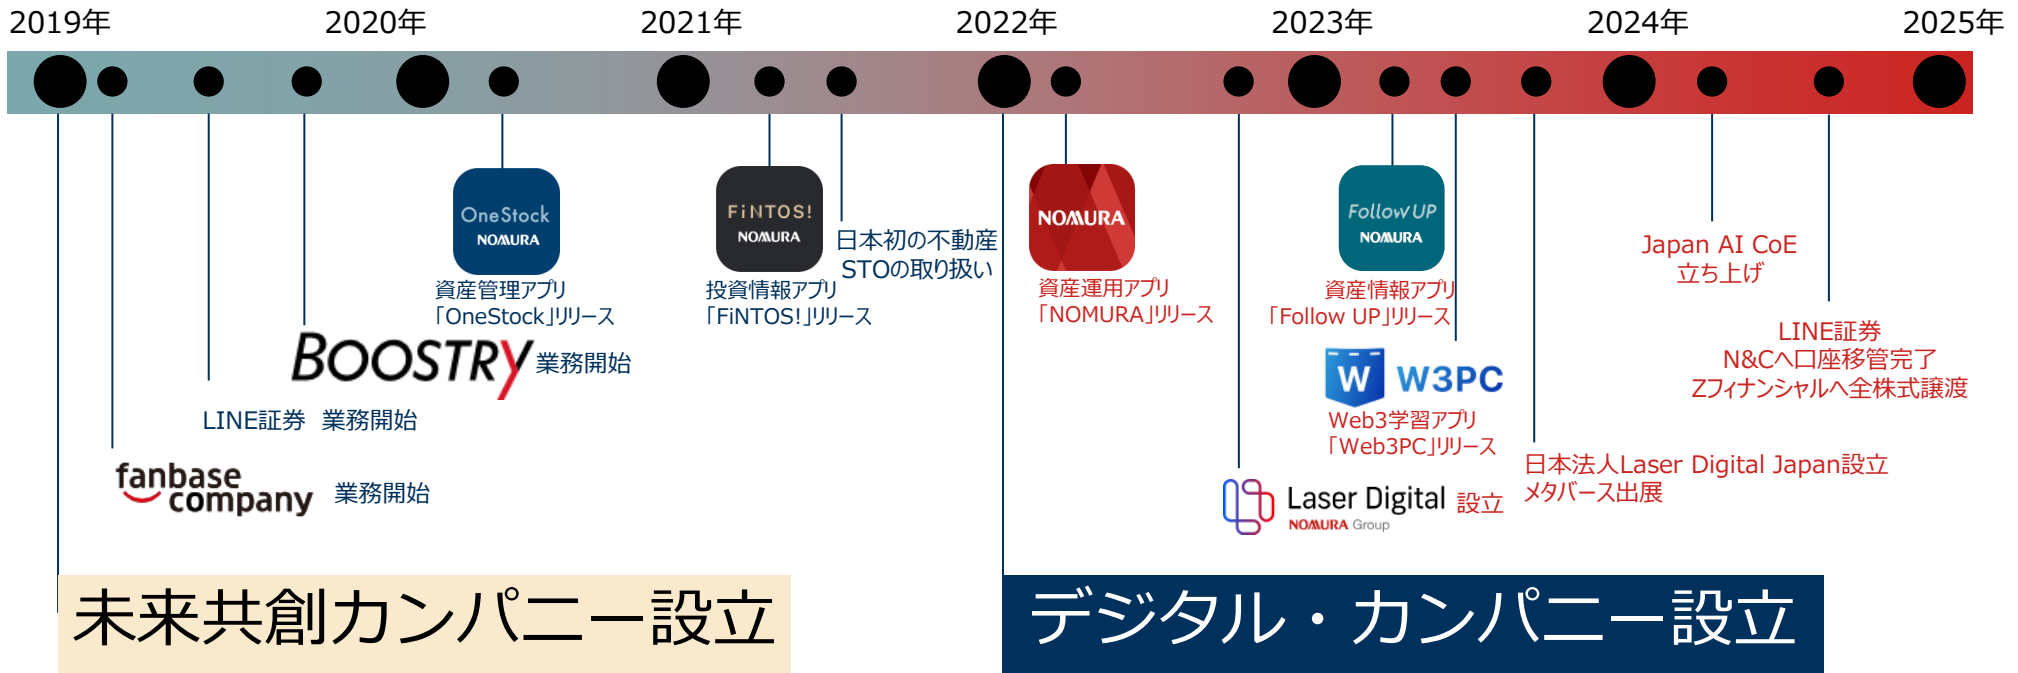 2019年
2020年
2021年
2022年
2023年
2024年
2025年
OneStock
NOMURA
資産管理アプリ
「OneStock」リリース
FiNTOS!
NOMURA
投資情報アプリ
「FiNTOS!」リリース
日本初の不動産
STOの取り扱い
NOMURA
資産運用アプリ
「NOMURA」リリース
Follow UP
NOMURA
資産情報アプリ
「Follow UP」リリース
Japan AI CoE
立ち上げ
LINE証券
N&Cへ口座移管完了
Zフィナンシャルへ全株式譲渡
BOOSTRY 業務開始
W W3PC
Web3学習アプリ
「Web3PC」リリース
LINE証券 業務開始
fanbase
company 業務開始
Laser Digital 設立
NOMURA Group
日本法人Laser Digital Japan設立
メタバース出展
未来共創カンパニー設立
デジタル・カンパニー設立